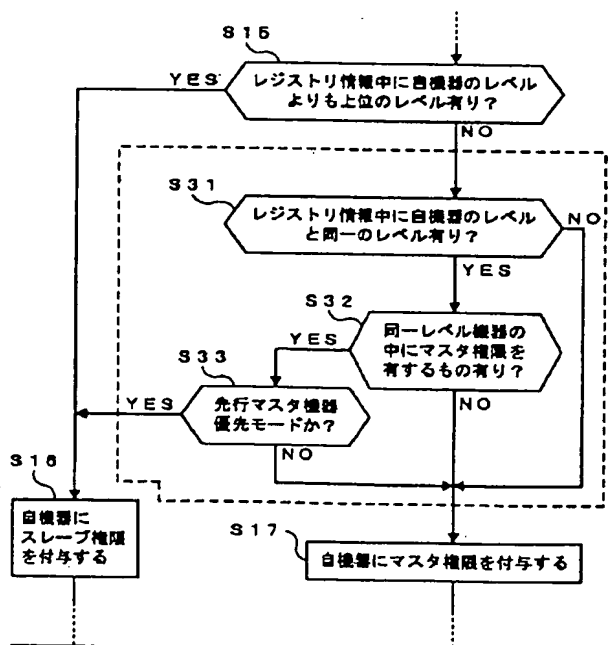 S15
YES
レジストリ情報中に自機器のレベル
よりも上位のレベル有り？
NO
S31
レジストリ情報中に自機器のレベル
と同一のレベル有り？
NO
YES
S32
同一レベル機器の
中にマスタ権限を
有するもの有り？
YES
NO
S33
先行マスタ機器
優先モードか？
YES
NO
S16
自機器に
スレーブ権限
を付与する
S17
自機器にマスタ権限を付与する